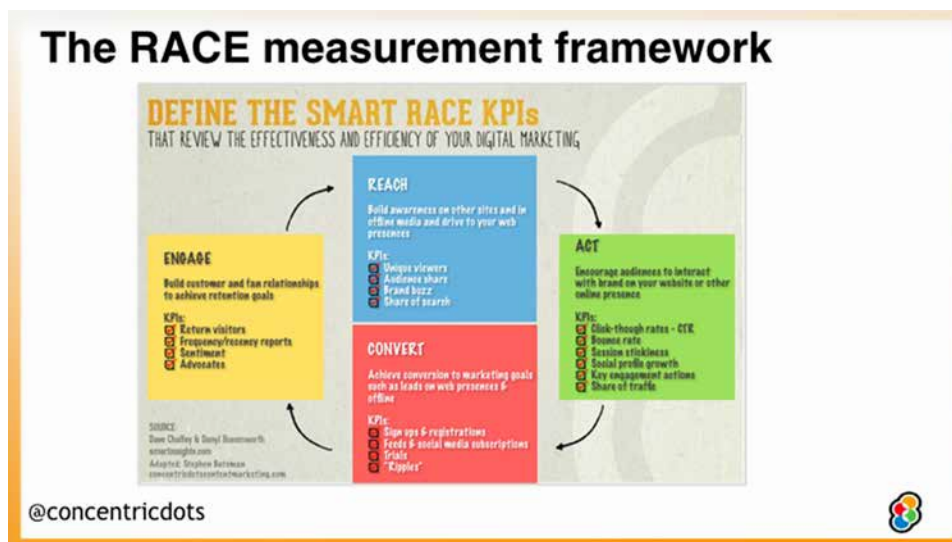 The RACE measurement framework
DEFINE THE SMART RACE KPIs
THAT REVIEW THE EFFECTIVENESS AND EFFICIENCY OF YOUR DIGITAL MARKETING
REACH
Build awareness on other sites and in
offline media and drive to your web
presences
KPIs:
Unique viewers
Audience share
Brand buzz
Share of search
ACT
Encourage audiences to interact
with brand on your website or other
online presence
KPIs:
Click-though rates - CTR
Bounce rate
Session stickiness
Social profile growth
Key engagement actions
Share of traffic
CONVERT
Achieve conversion to marketing goals
such as leads on web presences &
offline
KPIs:
Sign ups & registrations
Feeds & social media subscriptions
Trials
"Ripples"
ENGAGE
Build customer and fan relationships
to achieve retention goals
KPIs:
Return visitors
Frequency/recency reports
Sentiment
Advocates
SOURCE
Dave Chaffey & Danyl
smartinsights.com
Adapted: Stephen Bateman
concentricdotscontentmarketing.com
@concentricdots